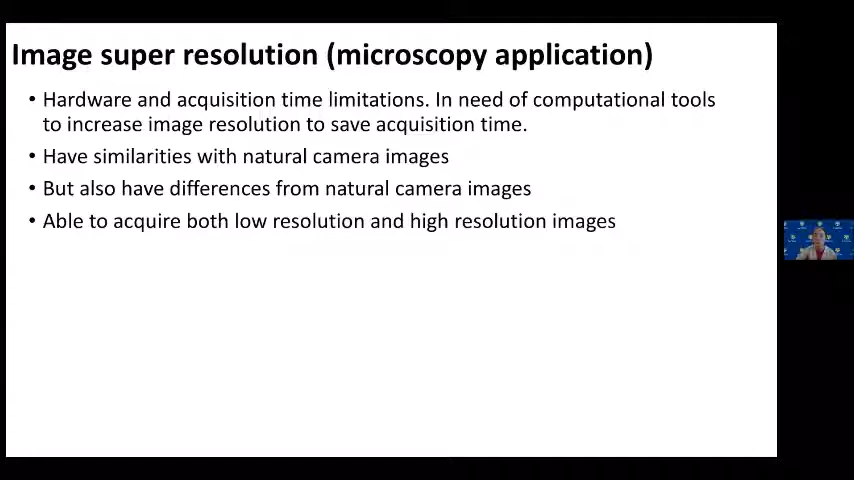 Image super resolution (microscopy application)
• Hardware and acquisition time limitations. In need of computational tools
to increase image resolution to save acquisition time.
• Have similarities with natural camera images
• But also have differences from natural camera images
• Able to acquire both low resolution and high resolution images